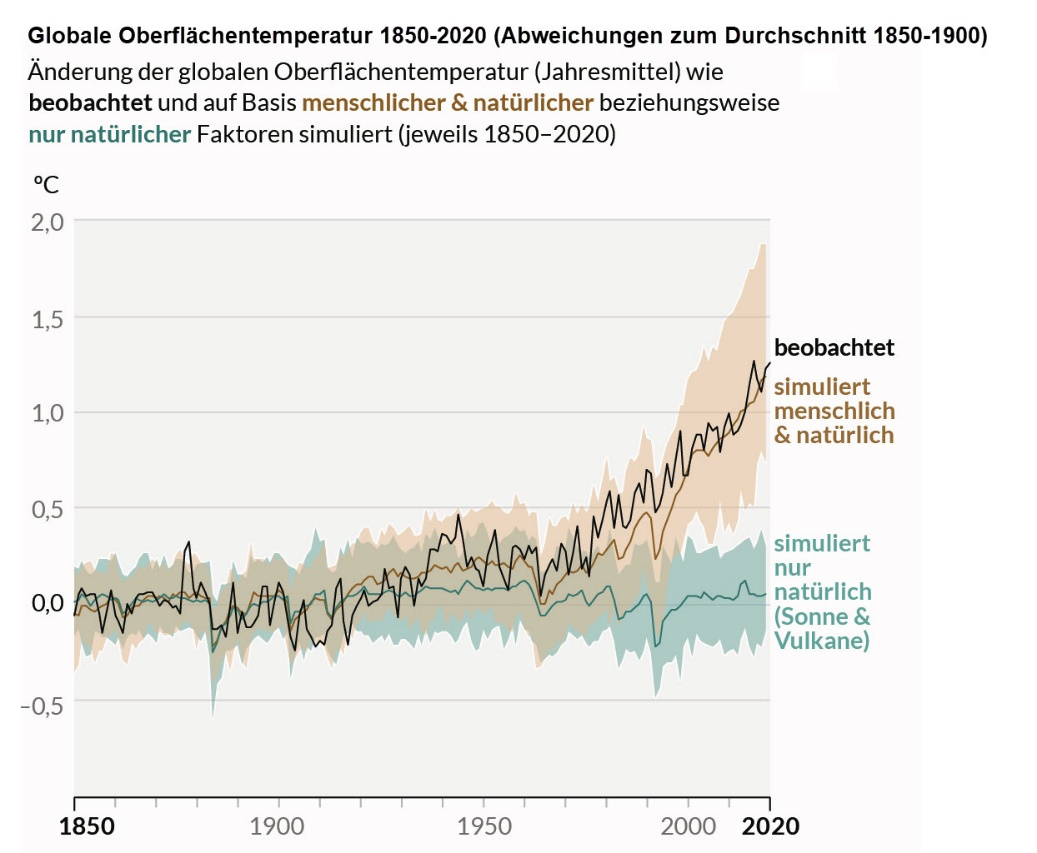 Globale Oberflächentemperatur 1850-2020 (Abweichungen zum Durchschnitt 1850-1900)
Änderung der globalen Oberflächentemperatur (Jahresmittel) wie
beobachtet und auf Basis menschlicher & natürlicher beziehungsweise
nur natürlicher Faktoren simuliert (jeweils 1850–2020)
ºC
2,0
1,5
1,0
0,5
0,0
–0,5
beobachtet
simuliert
menschlich
& natürlich
simuliert
nur
natürlich
(Sonne &
Vulkane)
1850 1900 1950 2000 2020